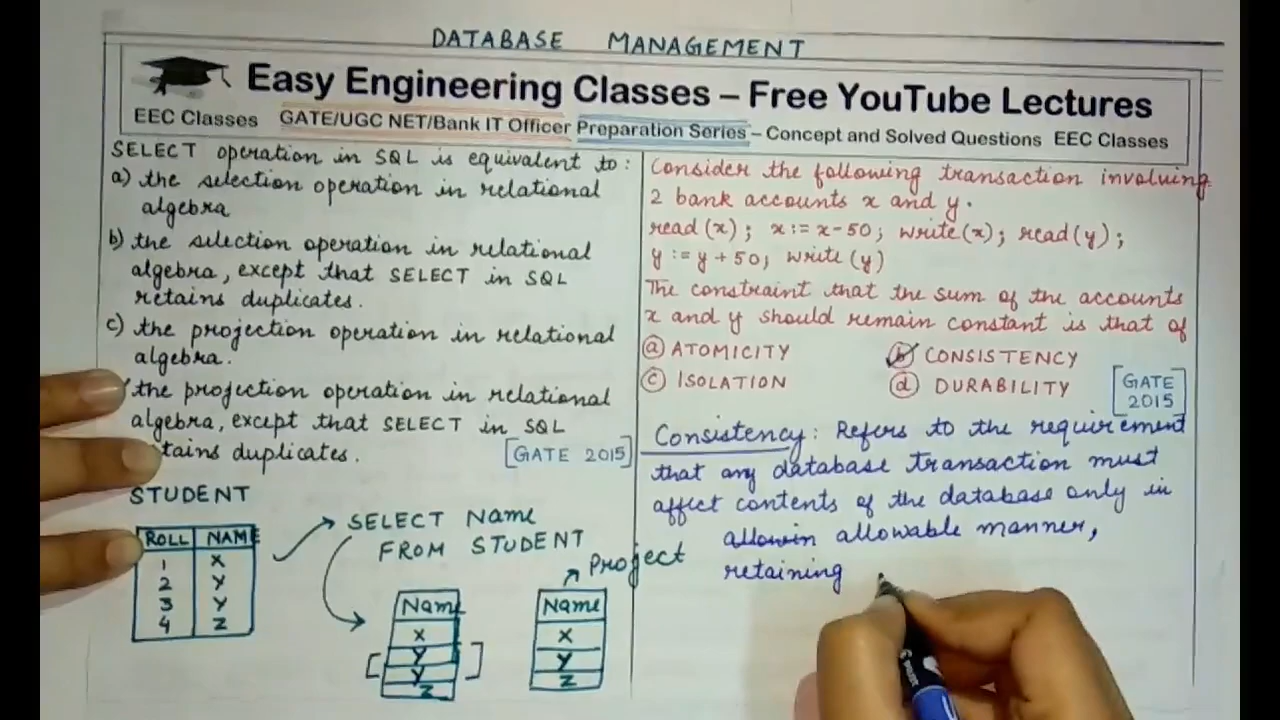 DATABASE MANAGEMENT
Easy Engineering Classes – Free YouTube Lectures
EEC Classes GATE/UGC NET/Bank IT Officer Preparation Series – Concept and Solved Questions EEC Classes
SELECT operation in SQL is equivalent to:
a) the selection operation in relational
algebra
b) the selection operation in relational
algebra, except that SELECT in SQL
retains duplicates.
c) the projection operation in relational
algebra.
the projection operation in relational
algebra, except that SELECT in SQL
tains duplicates.
[GATE 2015]
STUDENT
ROLL NAME
1 X
2 Y
3 Y
4 Z
SELECT Name
FROM STUDENT
Name
X
Y
Y
Z
Project
Name
X
Y
Z
Consider the following transaction involving
2 bank accounts x and y.
read (x); x := x - 50; write (x); read (y);
y := y + 50; write (y)
The constraint that the sum of the accounts
x and y should remain constant is that of
a ATOMICITY b CONSISTENCY
c ISOLATION d DURABILITY
[GATE
2015]
Consistency: Refers to the requirement
that any database transaction must
affect contents of the database only in
allowable manner,
retaining